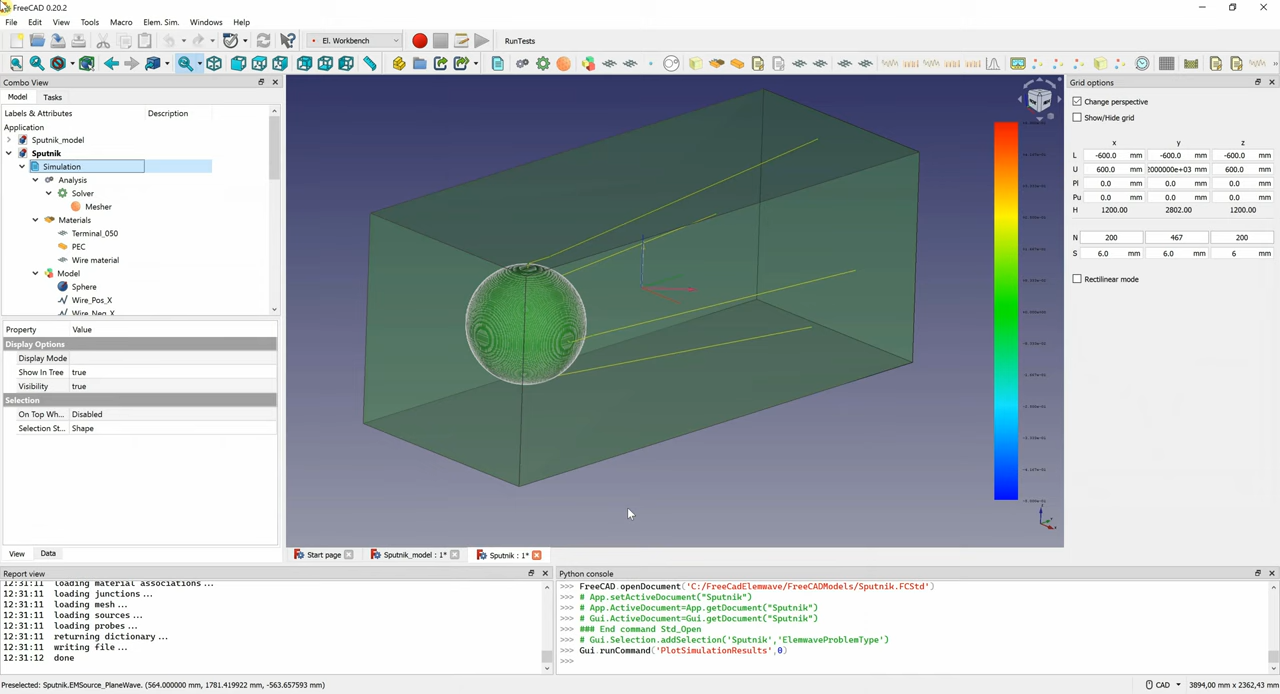 FreeCAD 0.20.2
File Edit View Tools Macro Elem. Sim. Windows Help
El. Workbench RunTests
Combo View
Model Tasks
Labels & Attributes Description
Application
Sputnik_model
Sputnik
Simulation
Analysis
Solver
Mesher
Materials
Terminal_050
PEC
Wire material
Model
Sphere
Wire_Pos_X
Wire_Neg_X
Property Value
Display Options
Display Mode
Show In Tree true
Visibility true
Selection
On Top Wh... Disabled
Selection St... Shape
View Data
Start page Sputnik_model : 1* Sputnik : 1*
Grid options
Change perspective
Show/Hide grid
x y z
L -600.0 mm -600.0 mm -600.0 mm
U 600.0 mm 2000000e+03 mm 600.0 mm
Pl 0.0 mm 0.0 mm 0.0 mm
Pu 0.0 mm 0.0 mm 0.0 mm
H 1200.00 2802.00 1200.00
N 200 467 200
S 6.0 mm 6.0 mm 6 mm
Rectilinear mode
Report view
12:31:11 loading material associations...
12:31:11 loading junctions...
12:31:11 loading mesh...
12:31:11 loading sources...
12:31:11 loading probes...
12:31:11 returning dictionary...
12:31:11 writing file...
12:31:12 done
Python console
>>> FreeCAD.openDocument('C:/FreeCadElemwave/FreeCADModels/Sputnik.FCStd')
>>> # App.setActiveDocument("Sputnik")
>>> # App.ActiveDocument=App.getDocument("Sputnik")
>>> # Gui.ActiveDocument=Gui.getDocument("Sputnik")
>>> ### End command Std_Open
>>> # Gui.Selection.addSelection('Sputnik','ElemwaveProblemType')
>>> Gui.runCommand('PlotSimulationResults',0)
>>>
Preselected: Sputnik.EMSource_PlaneWave. (564.000000 mm, 1781.419922 mm, -563.657593 mm)
CAD 3894,00 mm x 2362,43 mm